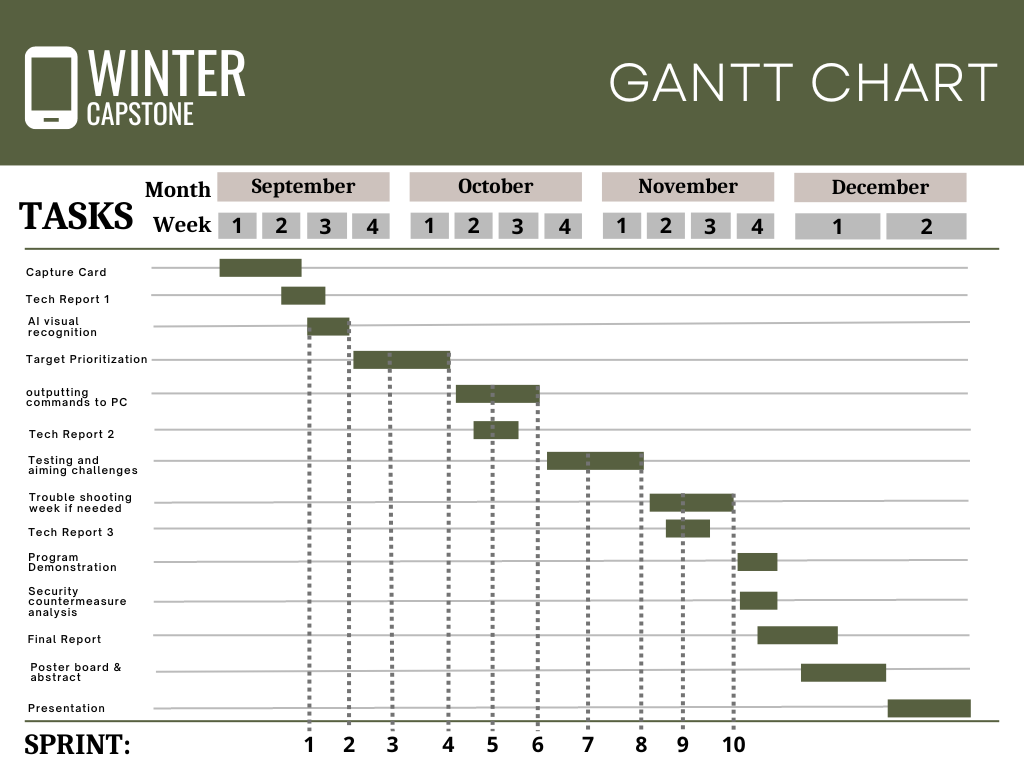 WINTER
CAPSTONE
GANTT CHART
TASKS
Month
September
October
November
December
Week
1 2 3 4 1 2 3 4 1 2 3 4 1 2
Capture Card
Tech Report 1
AI visual
recognition
Target Prioritization
outputting
commands to PC
Tech Report 2
Testing and
aiming challenges
Trouble shooting
week if needed
Tech Report 3
Program
Demonstration
Security
countermeasure
analysis
Final Report
Poster board &
abstract
Presentation
SPRINT: 1 2 3 4 5 6 7 8 9 10